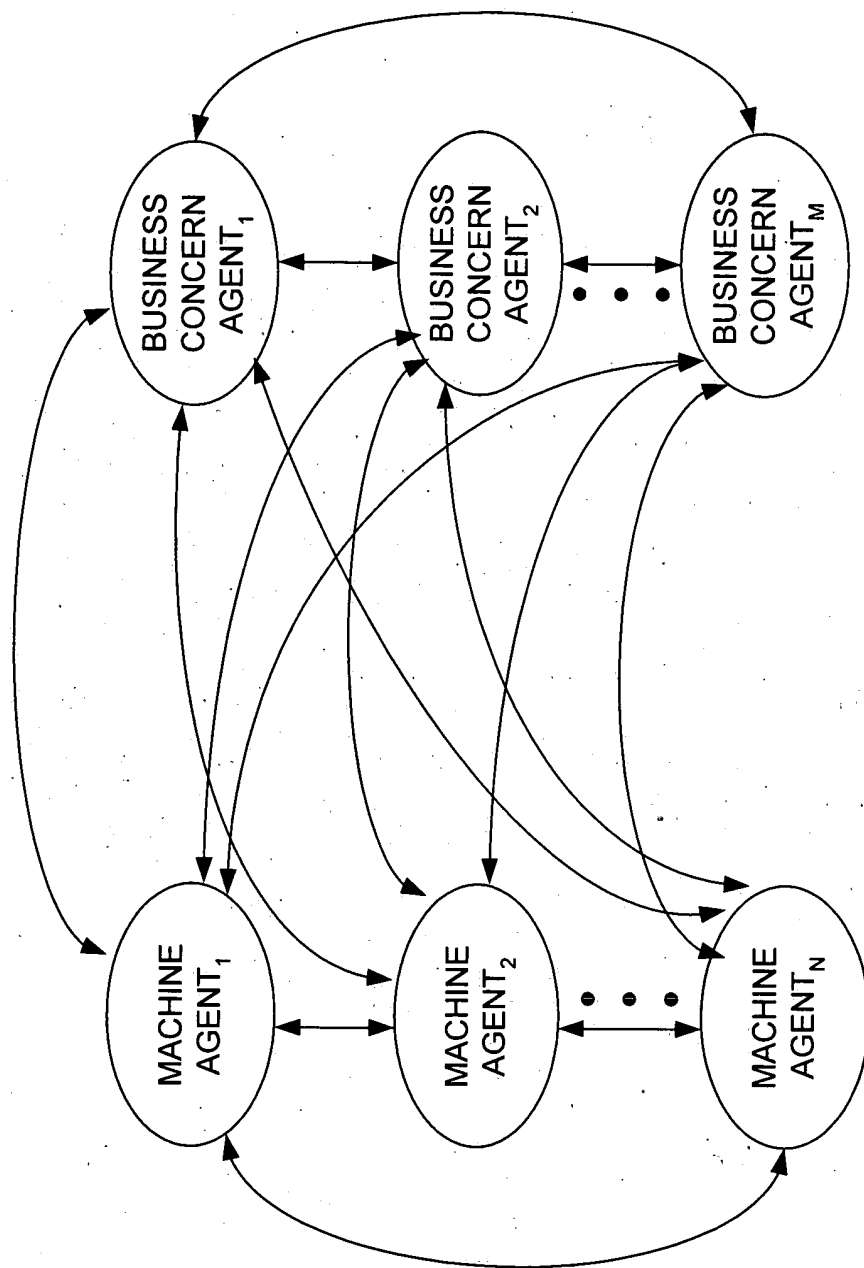 MACHINE
AGENT1
MACHINE
AGENT2
MACHINE
AGENTN
BUSINESS
CONCERN
AGENT1
BUSINESS
CONCERN
AGENT2
BUSINESS
CONCERN
AGENTM